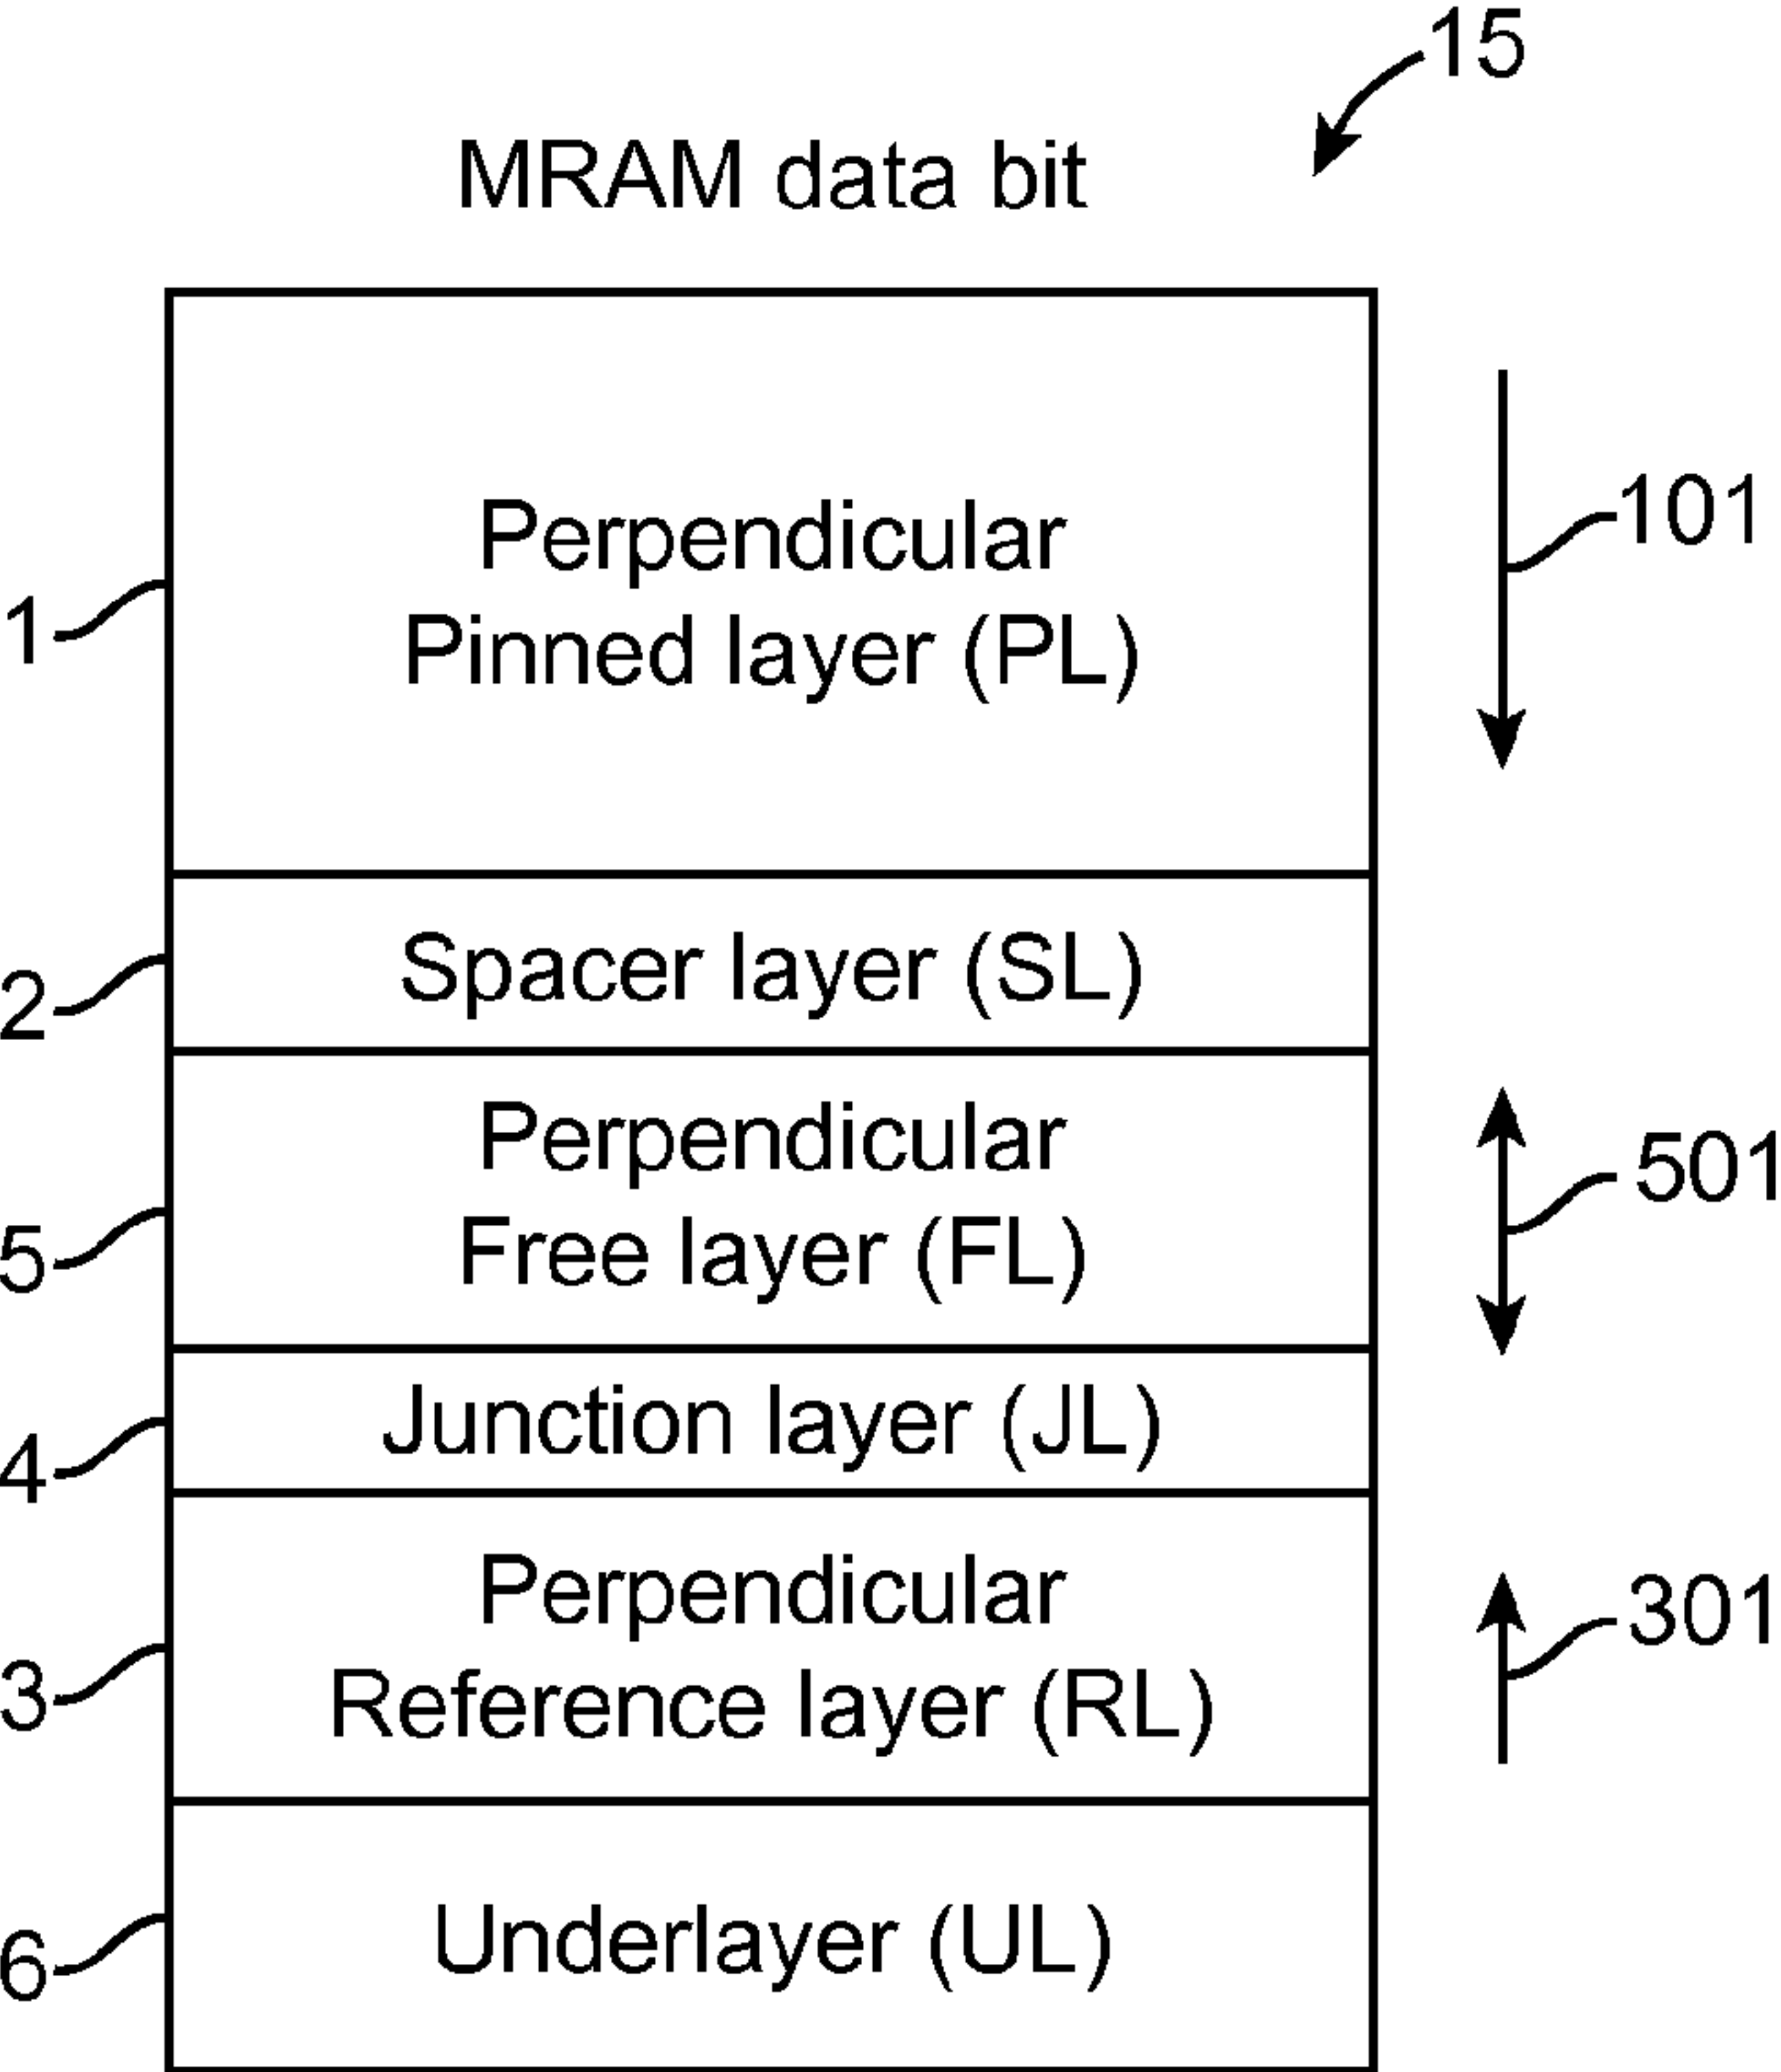 15
MRAM data bit
Perpendicular
Pinned layer (PL)
1
101
Spacer layer (SL)
2
Perpendicular
Free layer (FL)
5
501
Junction layer (JL)
4
Perpendicular
Reference layer (RL)
3
301
Underlayer (UL)
6